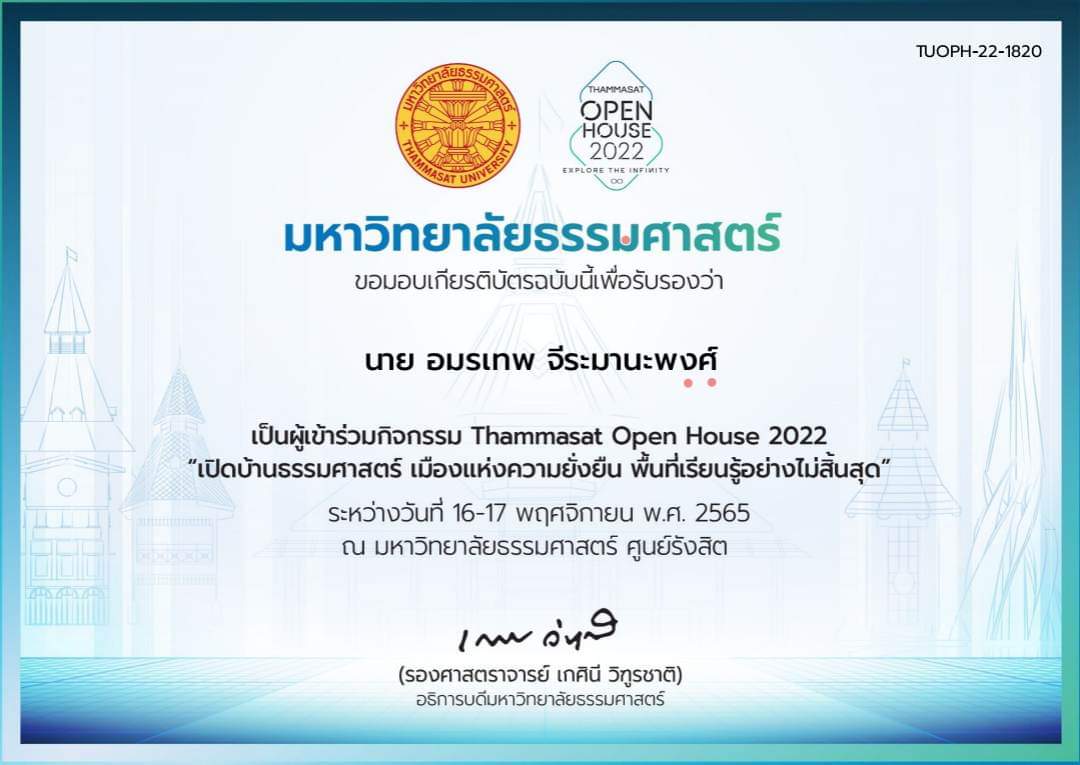 TUOPH-22-1820
มหาวิทยาลัยธรรมศาสตร์
THAMMASAT UNIVERSITY
THAMMASAT
OPEN
HOUSE
2022
EXPLORE THE INFINITY
มหาวิทยาลัยธรรมศาสตร์
ขอมอบเกียรติบัตรฉบับนี้เพื่อรับรองว่า
นาย อมรเทพ จีระมานะพงศ์
เป็นผู้เข้าร่วมกิจกรรม Thammasat Open House 2022
“เปิดบ้านธรรมศาสตร์ เมืองแห่งความยั่งยืน พื้นที่เรียนรู้อย่างไม่สิ้นสุด”
ระหว่างวันที่ 16-17 พฤศจิกายน พ.ศ. 2565
ณ มหาวิทยาลัยธรรมศาสตร์ ศูนย์รังสิต
(รองศาสตราจารย์ เกศินี วิฑูรชาติ)
อธิการบดีมหาวิทยาลัยธรรมศาสตร์